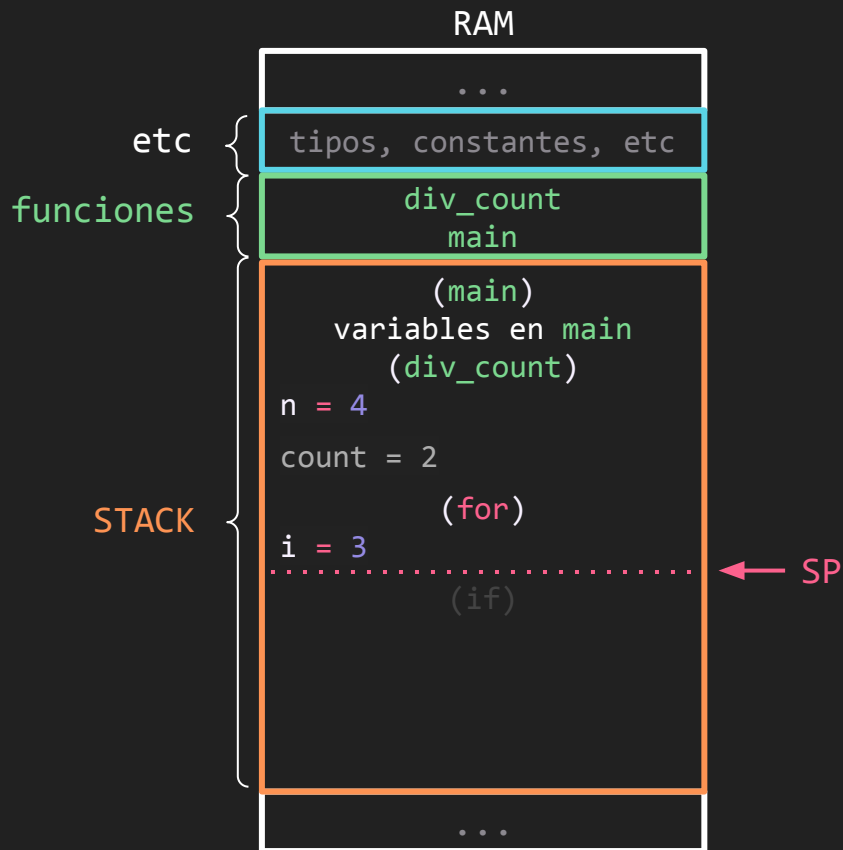 RAM
...
etc
tipos, constantes, etc
funciones
div_count
main
(main)
variables en main
(div_count)
n = 4
count = 2
(for)
STACK
i = 3
SP
(if)
...